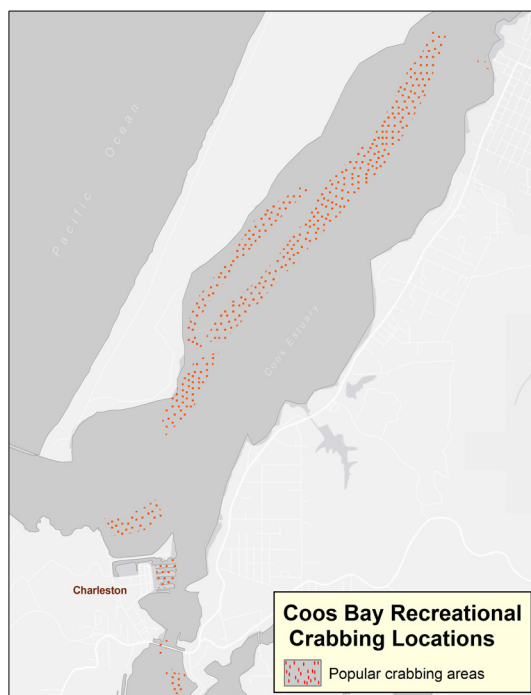 Pacific Ocean
Coos Estuary
Charleston
Coos Bay Recreational
Crabbing Locations
Popular crabbing areas